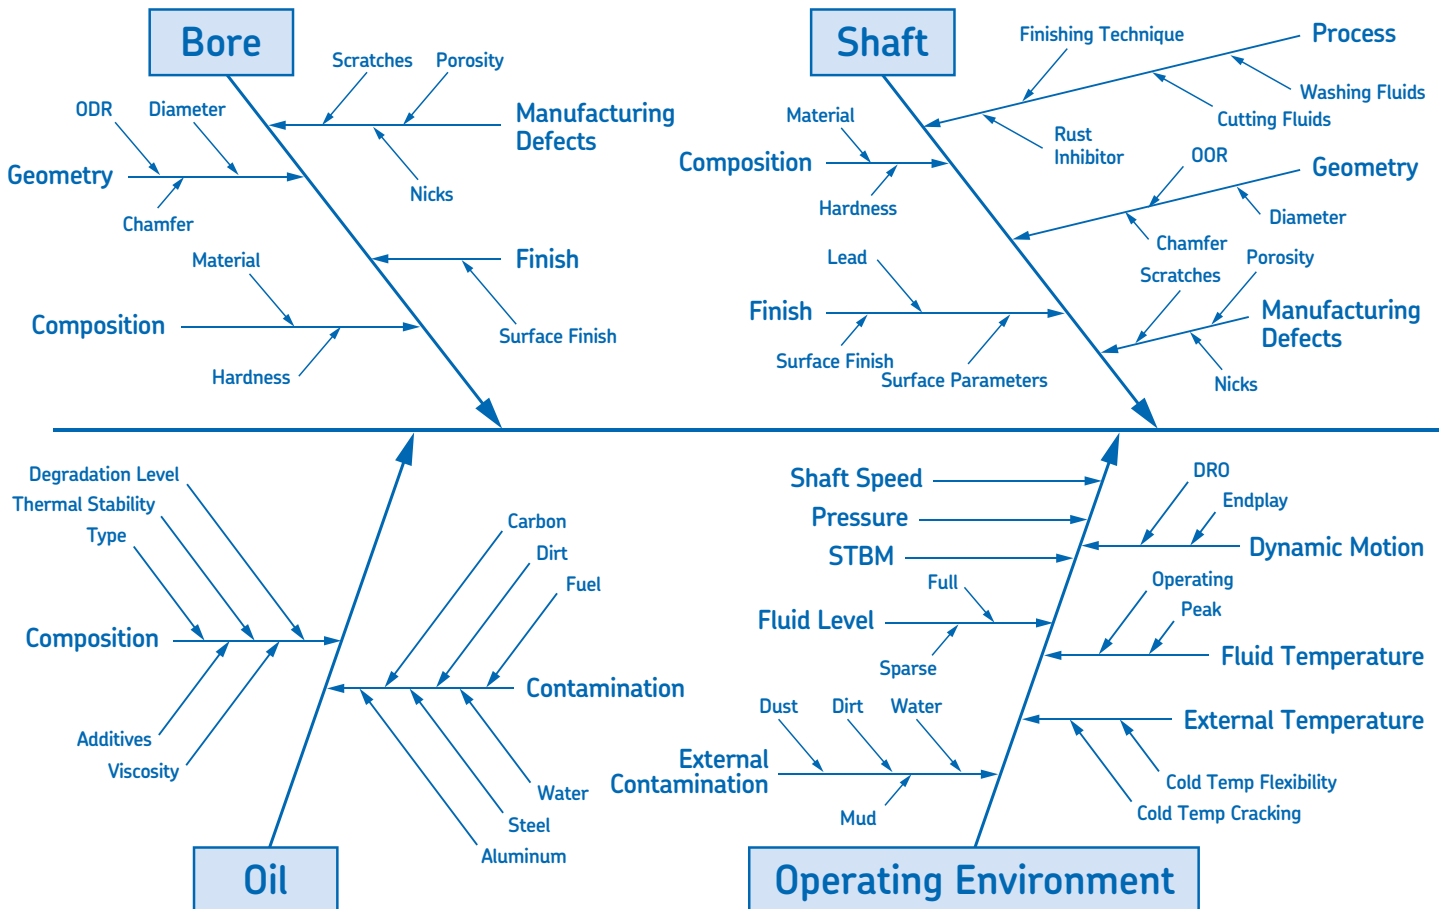 Bore
Scratches
Porosity
ODR
Diameter
Manufacturing
Defects
Geometry
Nicks
Chamfer
Material
Finish
Composition
Surface Finish
Hardness
Shaft
Finishing Technique
Process
Washing Fluids
Material
Cutting Fluids
Rust
Inhibitor
Composition
OOR
Geometry
Hardness
Diameter
Chamfer
Lead
Porosity
Scratches
Finish
Manufacturing
Defects
Surface Finish
Surface Parameters
Nicks
Degradation Level
Thermal Stability
Type
Carbon
Dirt
Fuel
Composition
Contamination
Additives
Viscosity
Water
Steel
Aluminum
Oil
Shaft Speed
DRO
Endplay
Pressure
Dynamic Motion
STBM
Full
Operating
Peak
Fluid Level
Fluid Temperature
Sparse
Dust
Dirt
Water
External Temperature
External
Contamination
Cold Temp Flexibility
Cold Temp Cracking
Mud
Operating Environment